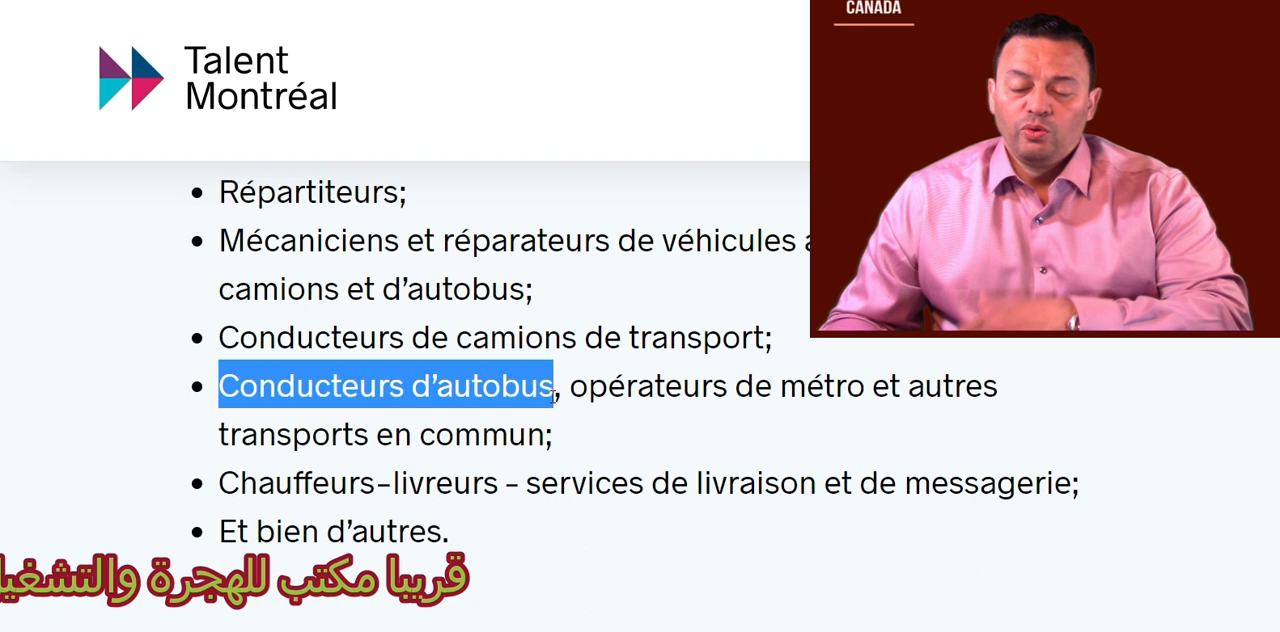 CANADA
Talent
Montréal
Répartiteurs;
Mécaniciens et réparateurs de véhicules
camions et d’autobus;
Conducteurs de camions de transport;
Conducteurs d’autobus, opérateurs de métro et autres
transports en commun;
Chauffeurs-livreurs - services de livraison et de messagerie;
Et bien d’autres.
قريبا مكتب للهجرة